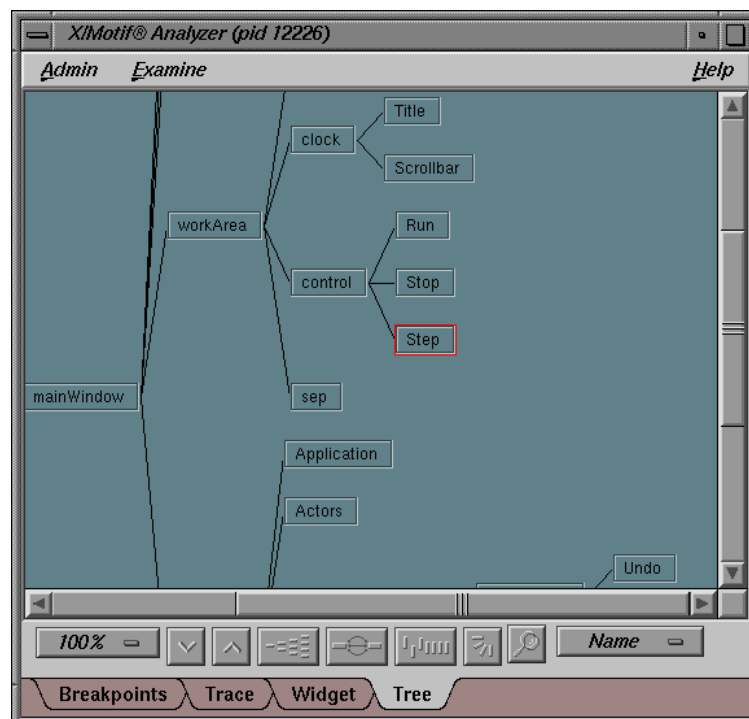 X/Motif® Analyzer (pid 12226)
Admin Examine Help
Title
clock
Scrollbar
workArea Run
control Stop
Step
mainWindow sep
Application
Actors
Undo
100% Name
Breakpoints Trace Widget Tree